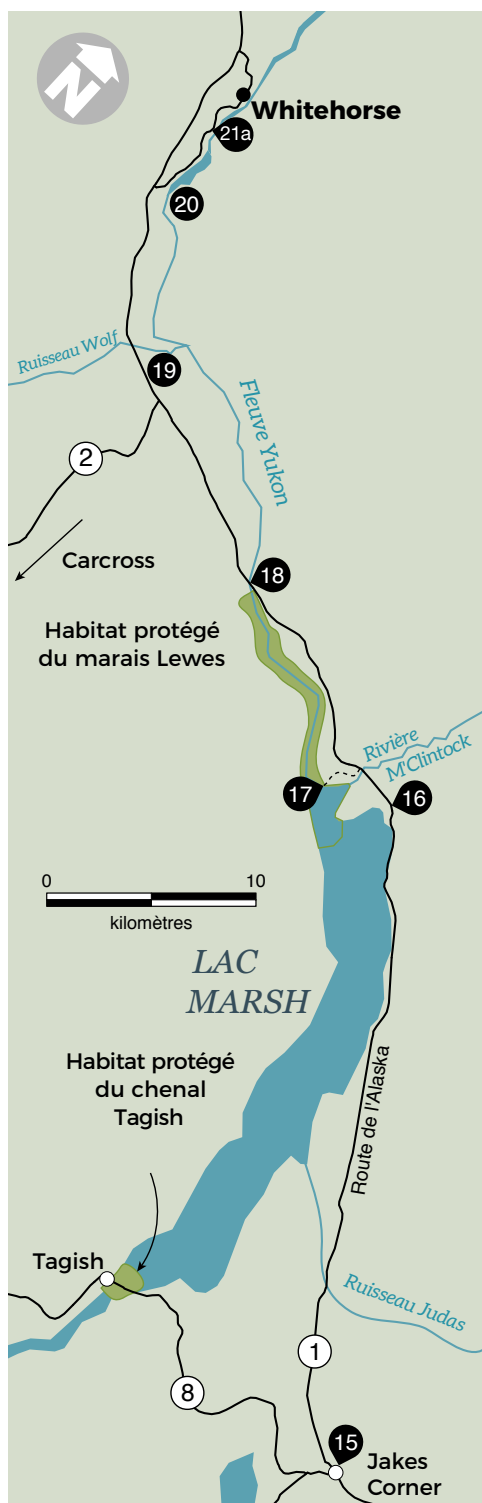 N
Whitehorse
21a
20
Ruisseau Wolf
19
Fleuve Yukon
2
Carcross
18
Habitat protégé
du marais Lewes
Rivière
M'Clintock
17
16
0 10
kilomètres
LAC
MARSH
Habitat protégé
du chenal
Tagish
Route de l'Alaska
Tagish
Ruisseau Judas
1
8
15
Jakes
Corner